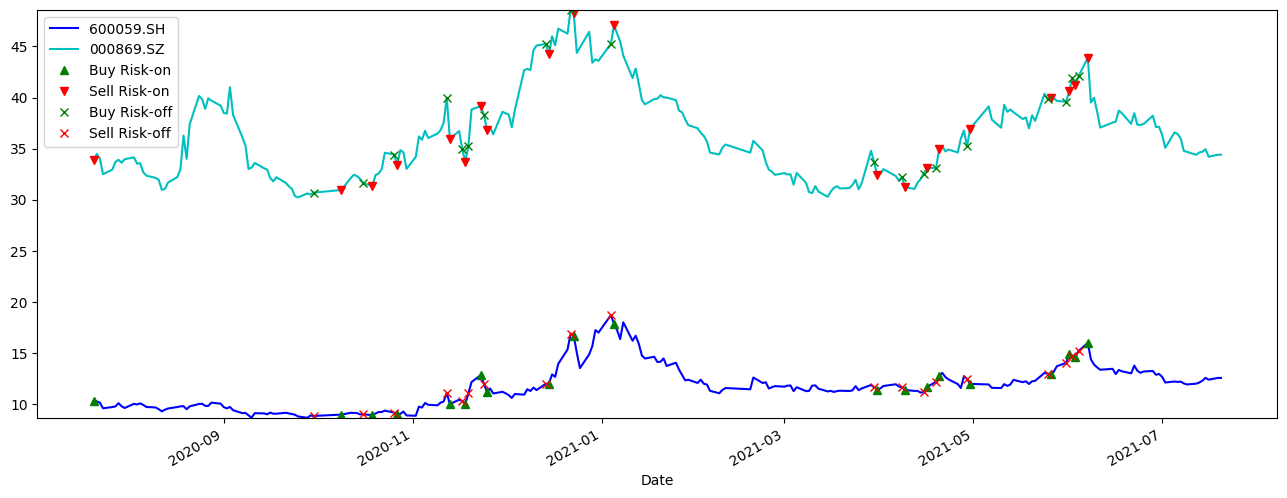 600059.SH
000869.SZ
Buy Risk-on
Sell Risk-on
Buy Risk-off
Sell Risk-off
45
40
35
30
25
20
15
10
2020-09
2020-11
2021-01
2021-03
2021-05
2021-07
Date